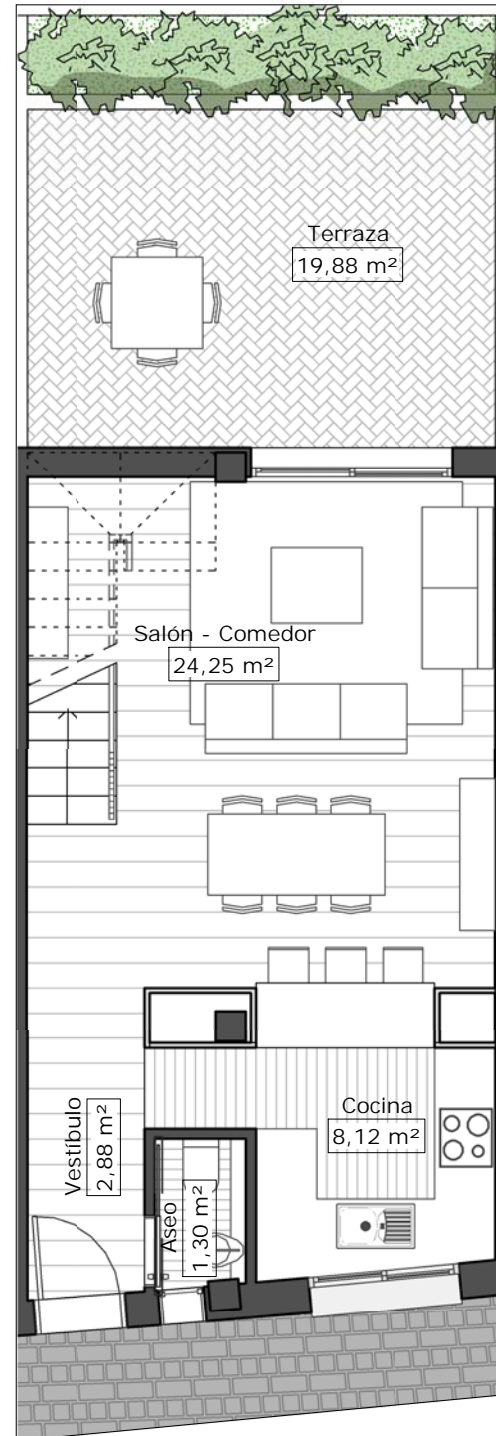 Terraza
19,88 m²
Salón - Comedor
24,25 m²
Cocina
8,12 m²
Vestíbulo
2,88 m²
Aseo
1,30 m²